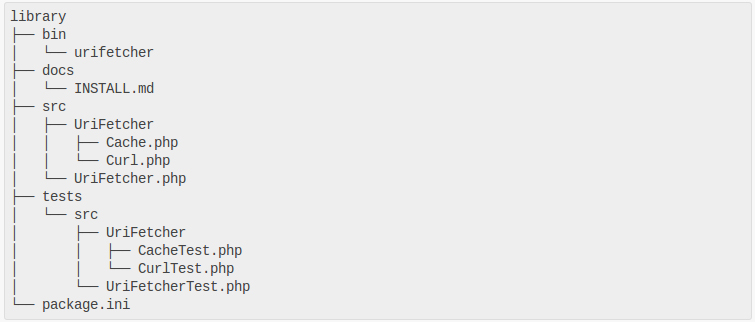 library
├── bin
│   └── urifetcher
├── docs
│   └── INSTALL.md
├── src
│   ├── UriFetcher
│   │   ├── Cache.php
│   │   └── Curl.php
│   └── UriFetcher.php
├── tests
│   └── src
│       ├── UriFetcher
│       │   ├── CacheTest.php
│       │   └── CurlTest.php
│       └── UriFetcherTest.php
└── package.ini